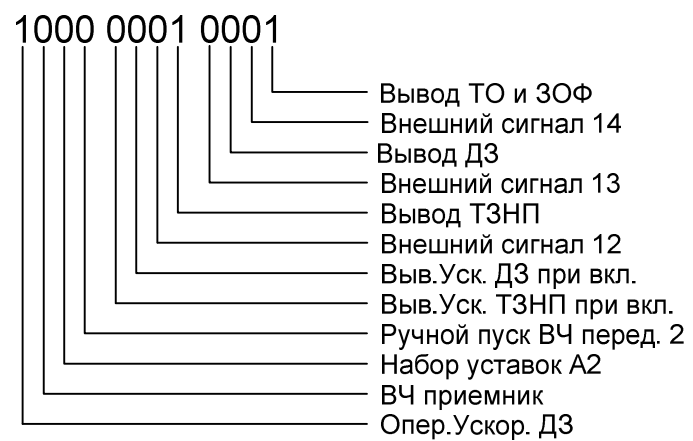 1000 0001 0001
Вывод ТО и ЗОФ
Внешний сигнал 14
Вывод ДЗ
Внешний сигнал 13
Вывод ТЗНП
Внешний сигнал 12
Выв.Уск. ДЗ при вкл.
Выв.Уск. ТЗНП при вкл.
Ручной пуск ВЧ перед. 2
Набор уставок А2
ВЧ приемник
Опер.Ускор. ДЗ